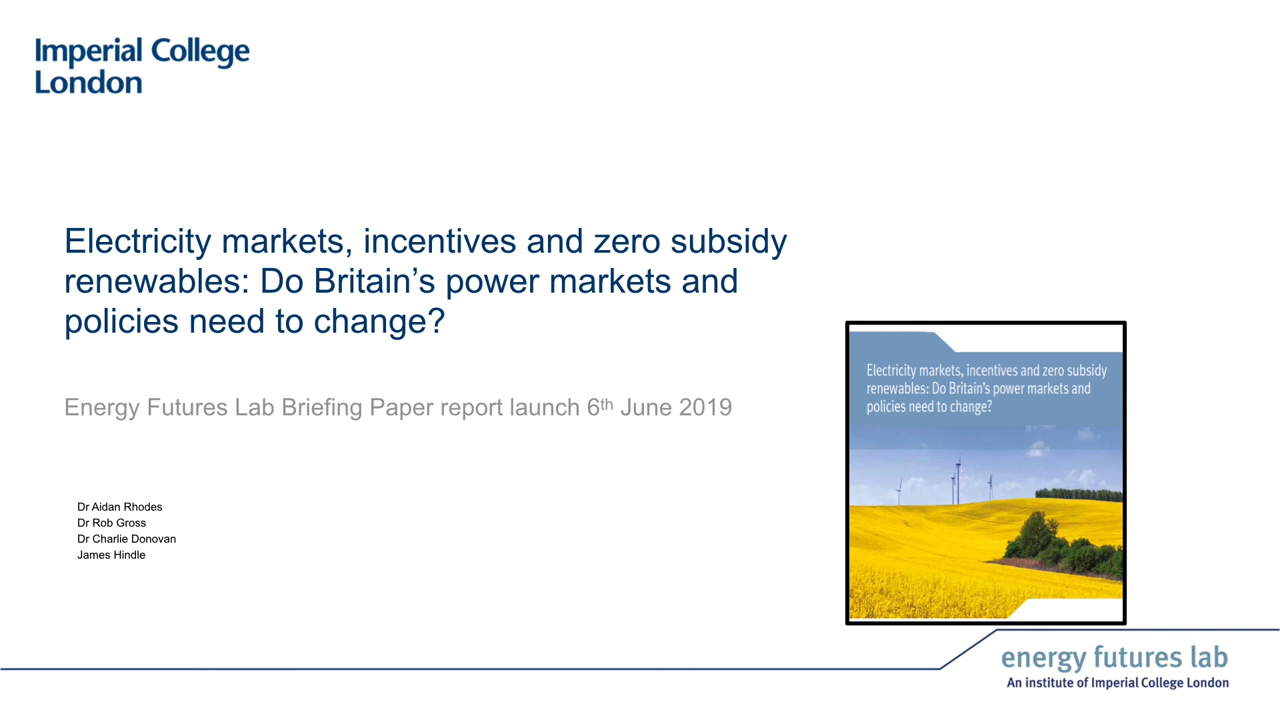 Imperial College
London
Electricity markets, incentives and zero subsidy
renewables: Do Britain’s power markets and
policies need to change?
Energy Futures Lab Briefing Paper report launch 6th June 2019
Electricity markets, incentives and zero subsidy
renewables: Do Britain’s power markets and
policies need to change?
Dr Aidan Rhodes
Dr Rob Gross
Dr Charlie Donovan
James Hindle
energy futures lab
An institute of Imperial College London